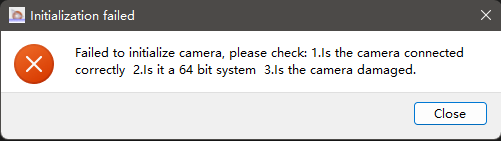 Initialization failed
Failed to initialize camera, please check: 1.Is the camera connected
correctly  2.Is it a 64 bit system  3.Is the camera damaged.
Close